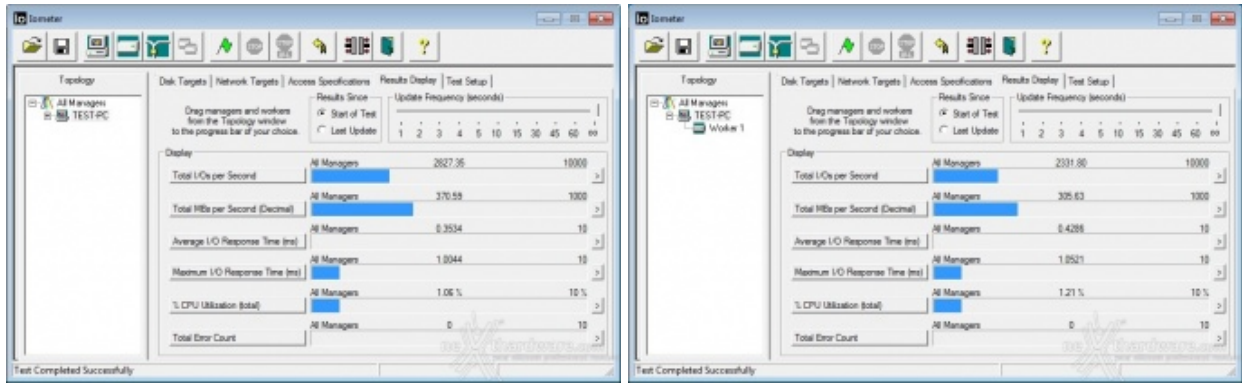 Iometer
Topology
All Managers
TEST-PC
Disk Targets | Network Targets | Access Specifications | Results Display | Test Setup
Drag managers and workers
from the Topology window
to the progress bar of your choice.
Results Since
Start of Test
Last Update
Update Frequency (seconds)
1 2 3 4 5 10 15 30 45 60 ∞
Display
All Managers 2827.35 10000
Total I/Os per Second
All Managers 370.59 1000
Total MBs per Second (Decimal)
All Managers 0.3534 10
Average I/O Response Time (ms)
All Managers 1.0044 10
Maximum I/O Response Time (ms)
All Managers 1.06 % 10 %
% CPU Utilization (total)
All Managers 0 10
Total Error Count
Test Completed Successfully
Iometer
Topology
All Managers
TEST-PC
Worker 1
Disk Targets | Network Targets | Access Specifications | Results Display | Test Setup
Drag managers and workers
from the Topology window
to the progress bar of your choice.
Results Since
Start of Test
Last Update
Update Frequency (seconds)
1 2 3 4 5 10 15 30 45 60 ∞
Display
All Managers 2331.80 10000
Total I/Os per Second
All Managers 305.63 1000
Total MBs per Second (Decimal)
All Managers 0.4286 10
Average I/O Response Time (ms)
All Managers 1.0521 10
Maximum I/O Response Time (ms)
All Managers 1.21 % 10 %
% CPU Utilization (total)
All Managers 0 10
Total Error Count
Test Completed Successfully